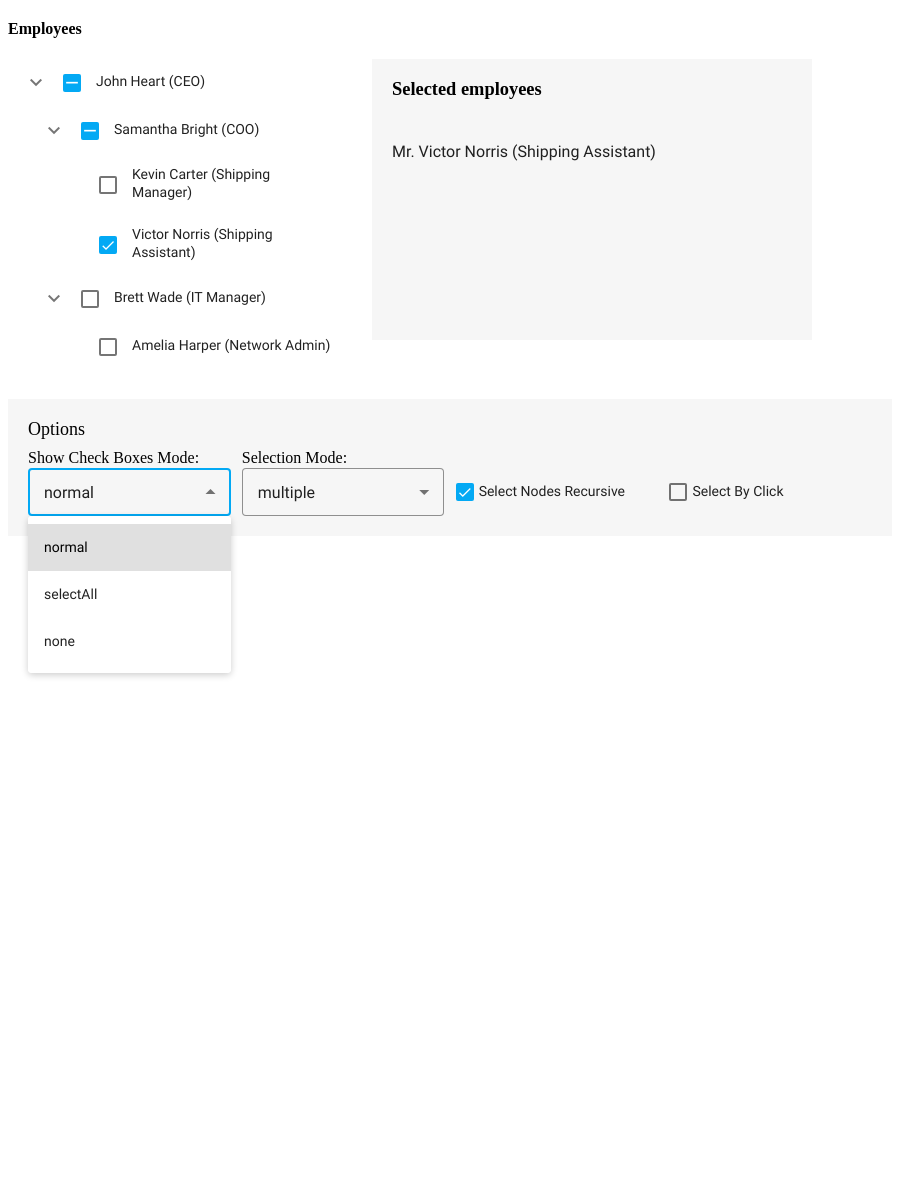 Employees
John Heart (CEO)
Samantha Bright (COO)
Kevin Carter (Shipping
Manager)
Victor Norris (Shipping
Assistant)
Brett Wade (IT Manager)
Amelia Harper (Network Admin)
Selected employees
Mr. Victor Norris (Shipping Assistant)
Options
Show Check Boxes Mode:
normal
Selection Mode:
multiple
Select Nodes Recursive
Select By Click
normal
selectAll
none